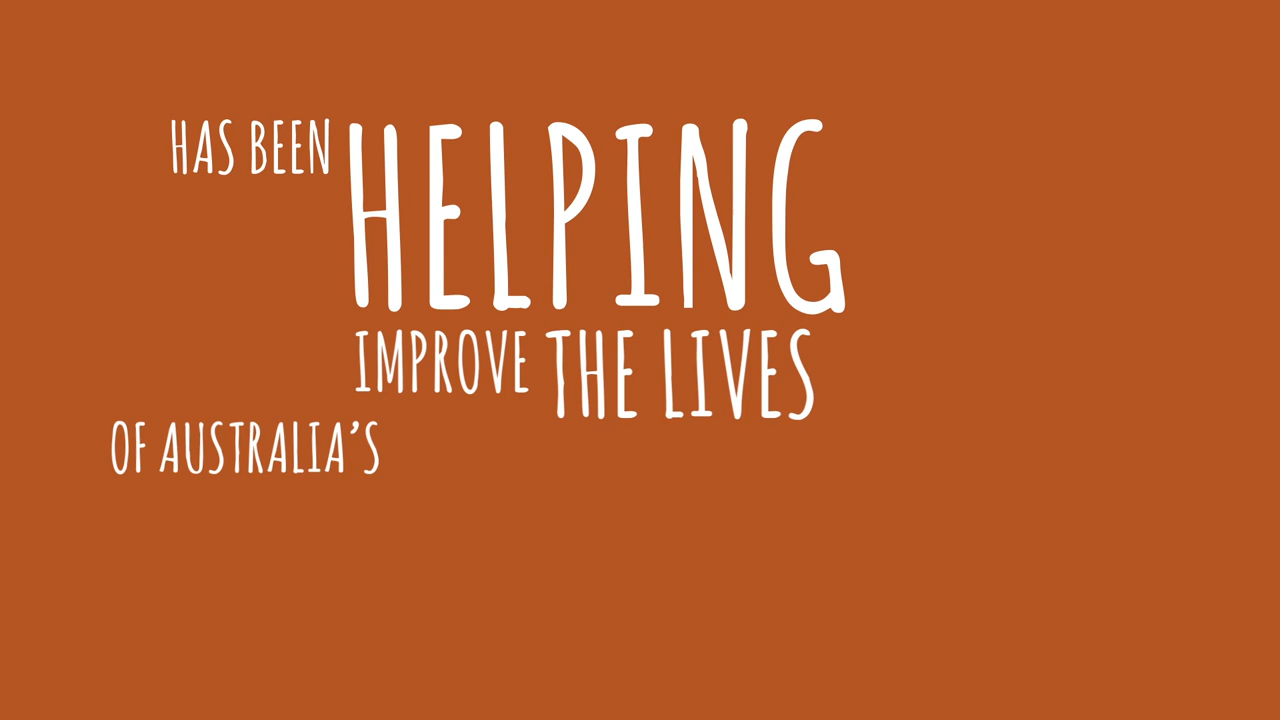 HAS BEEN HELPING
IMPROVE THE LIVES
OF AUSTRALIA’S